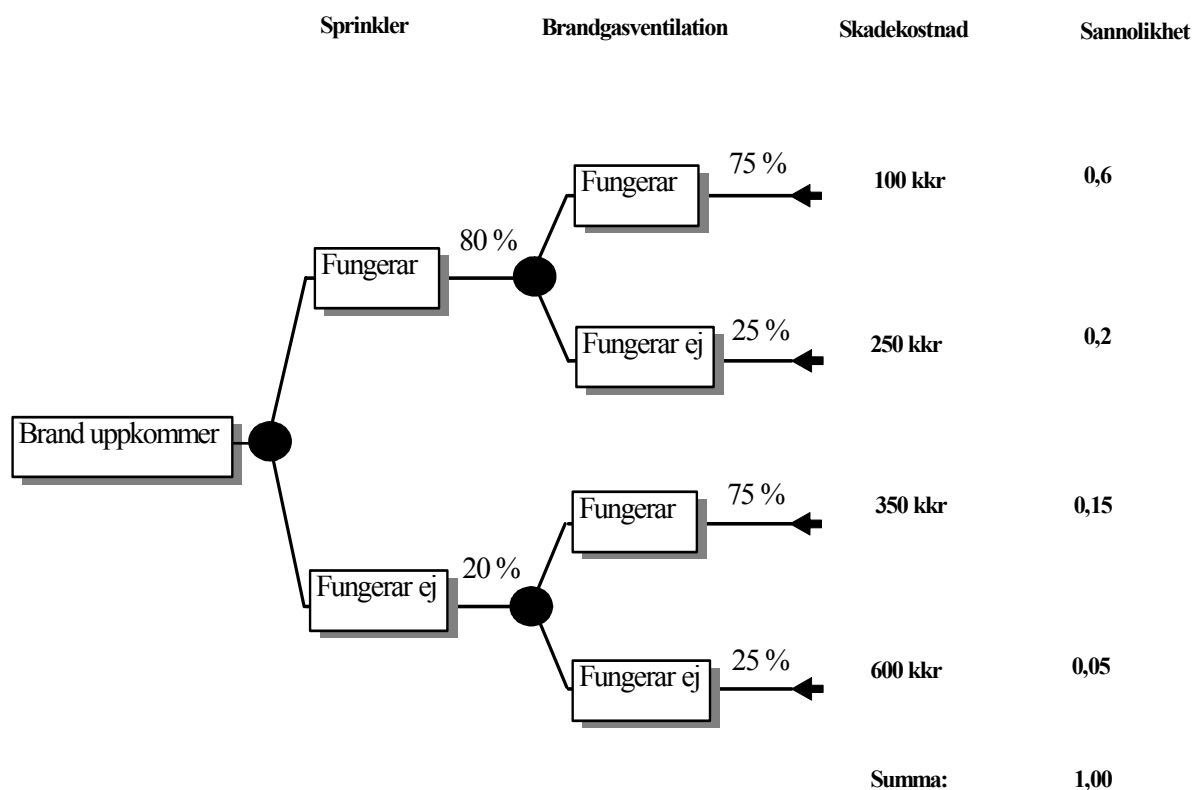 Sprinkler Brandgasventilation Skadekostnad Sannolikhet
Fungerar 75 % 100 kkr 0,6
Fungerar 80 %
Fungerar ej 25 % 250 kkr 0,2
Brand uppkommer
Fungerar 75 % 350 kkr 0,15
Fungerar ej 20 %
Fungerar ej 25 % 600 kkr 0,05
Summa: 1,00